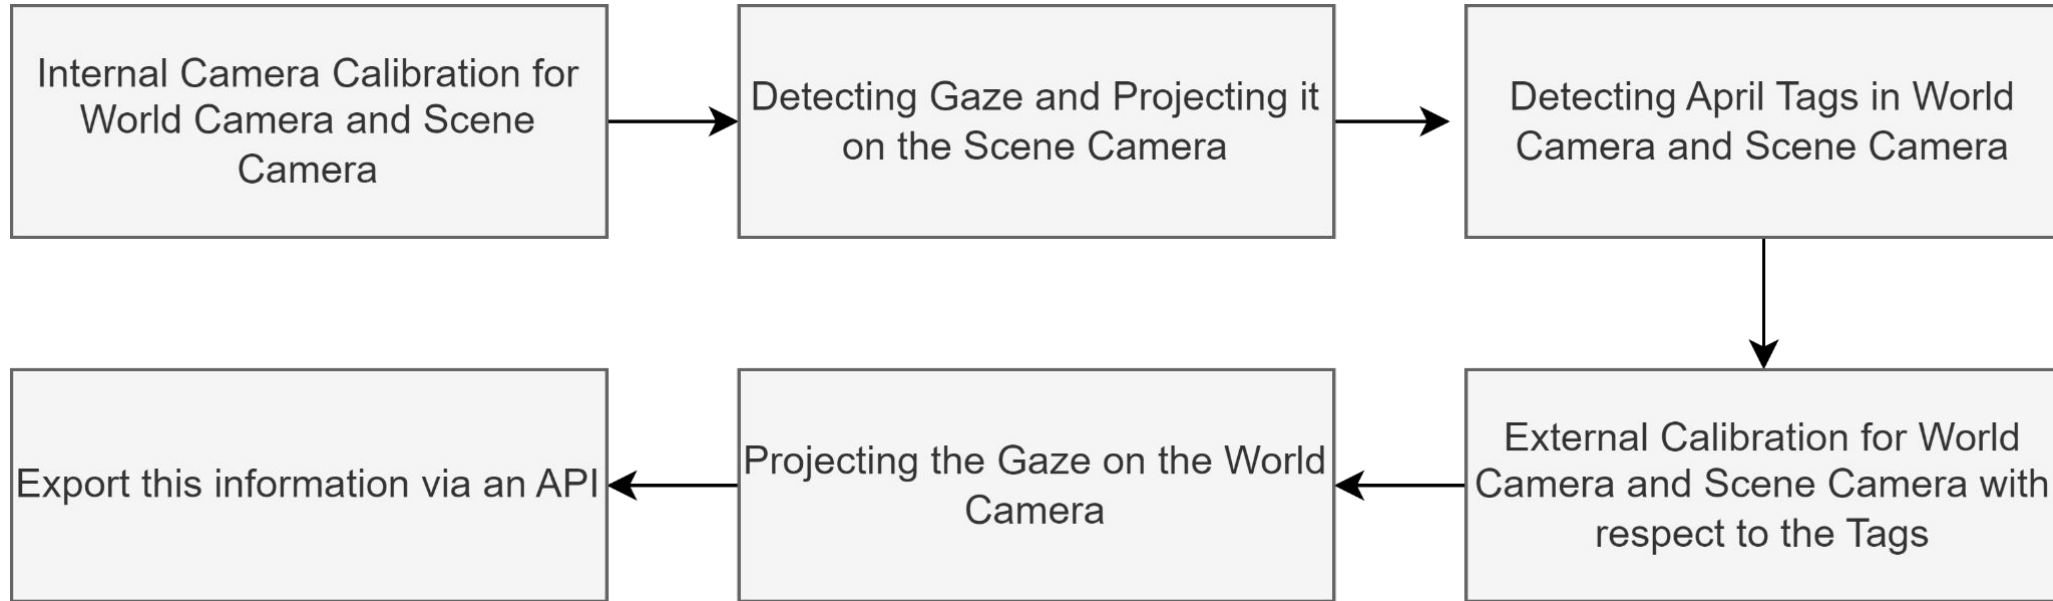 Internal Camera Calibration for
World Camera and Scene
Camera
Detecting Gaze and Projecting it
on the Scene Camera
Detecting April Tags in World
Camera and Scene Camera
External Calibration for World
Camera and Scene Camera with
respect to the Tags
Projecting the Gaze on the World
Camera
Export this information via an API